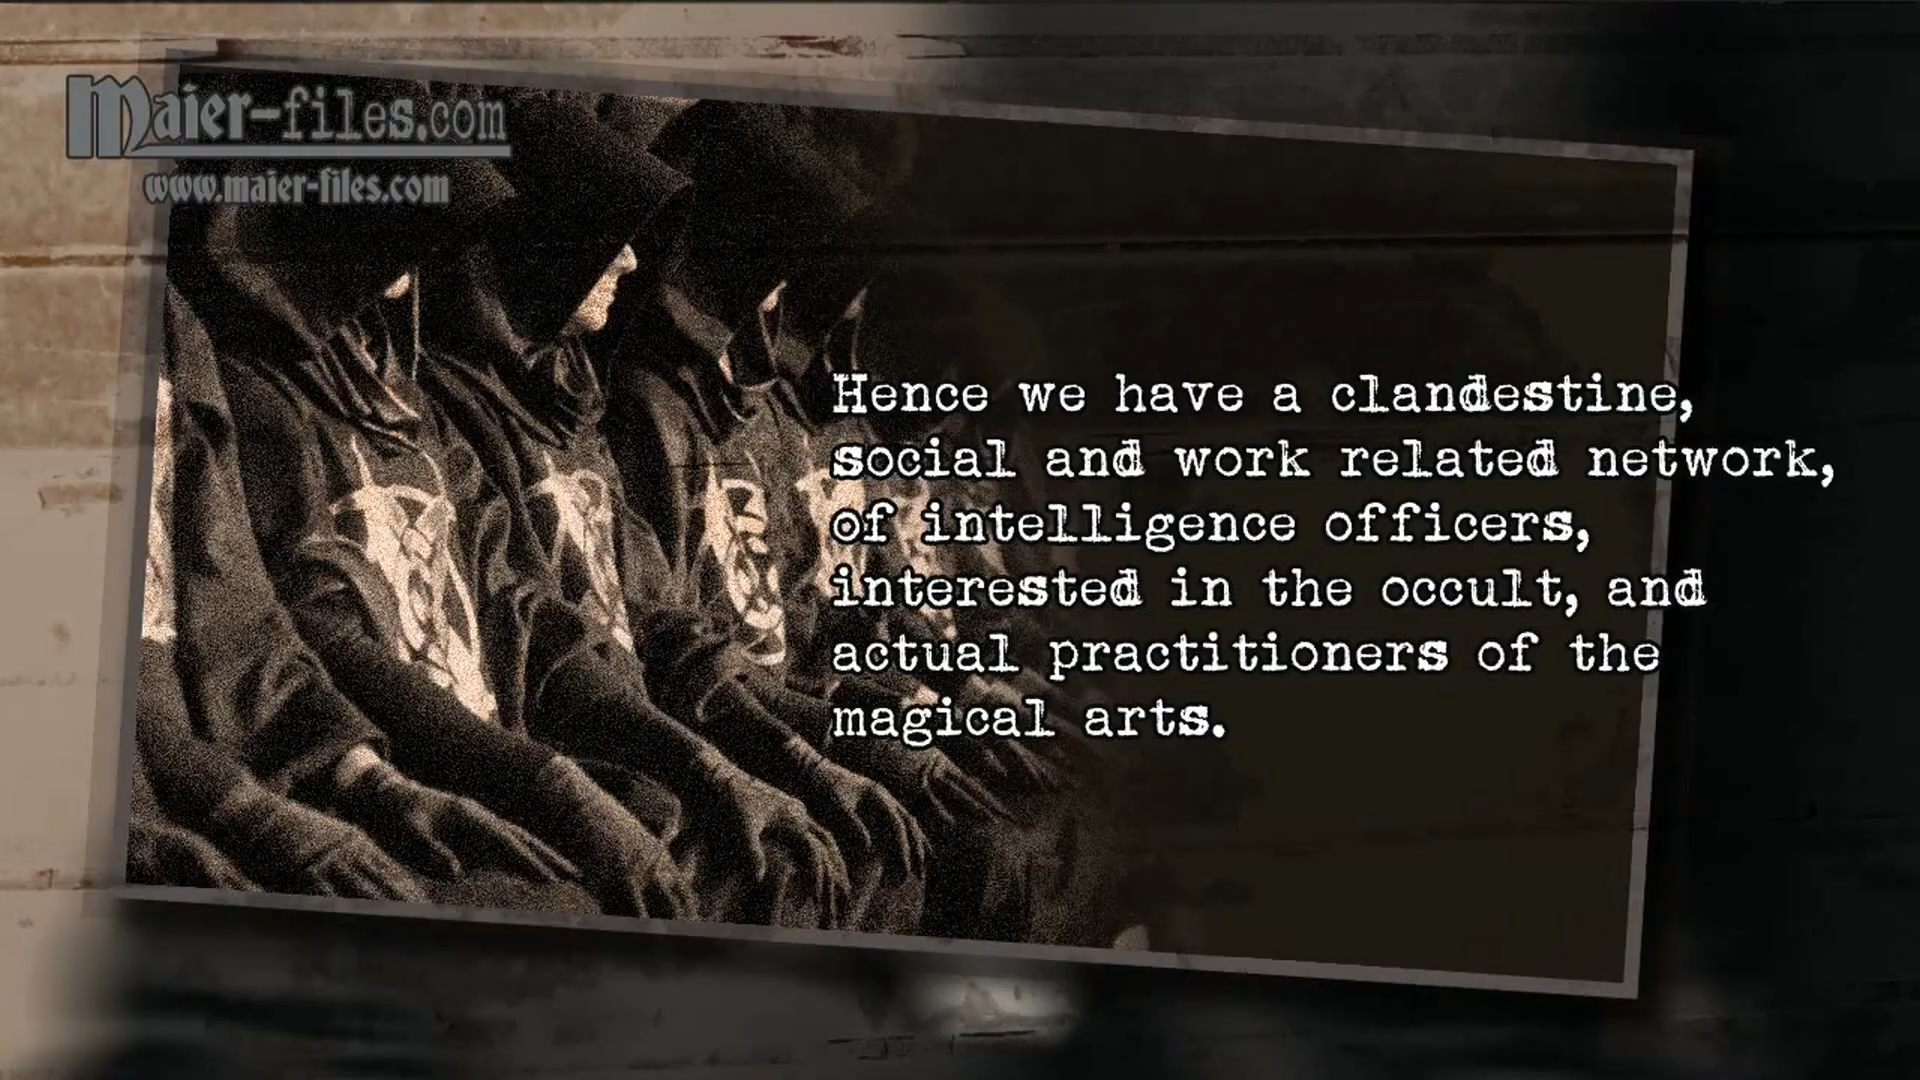 Maier-files.com
www.maier-files.com
Hence we have a clandestine,
social and work related network,
of intelligence officers,
interested in the occult, and
actual practitioners of the
magical arts.